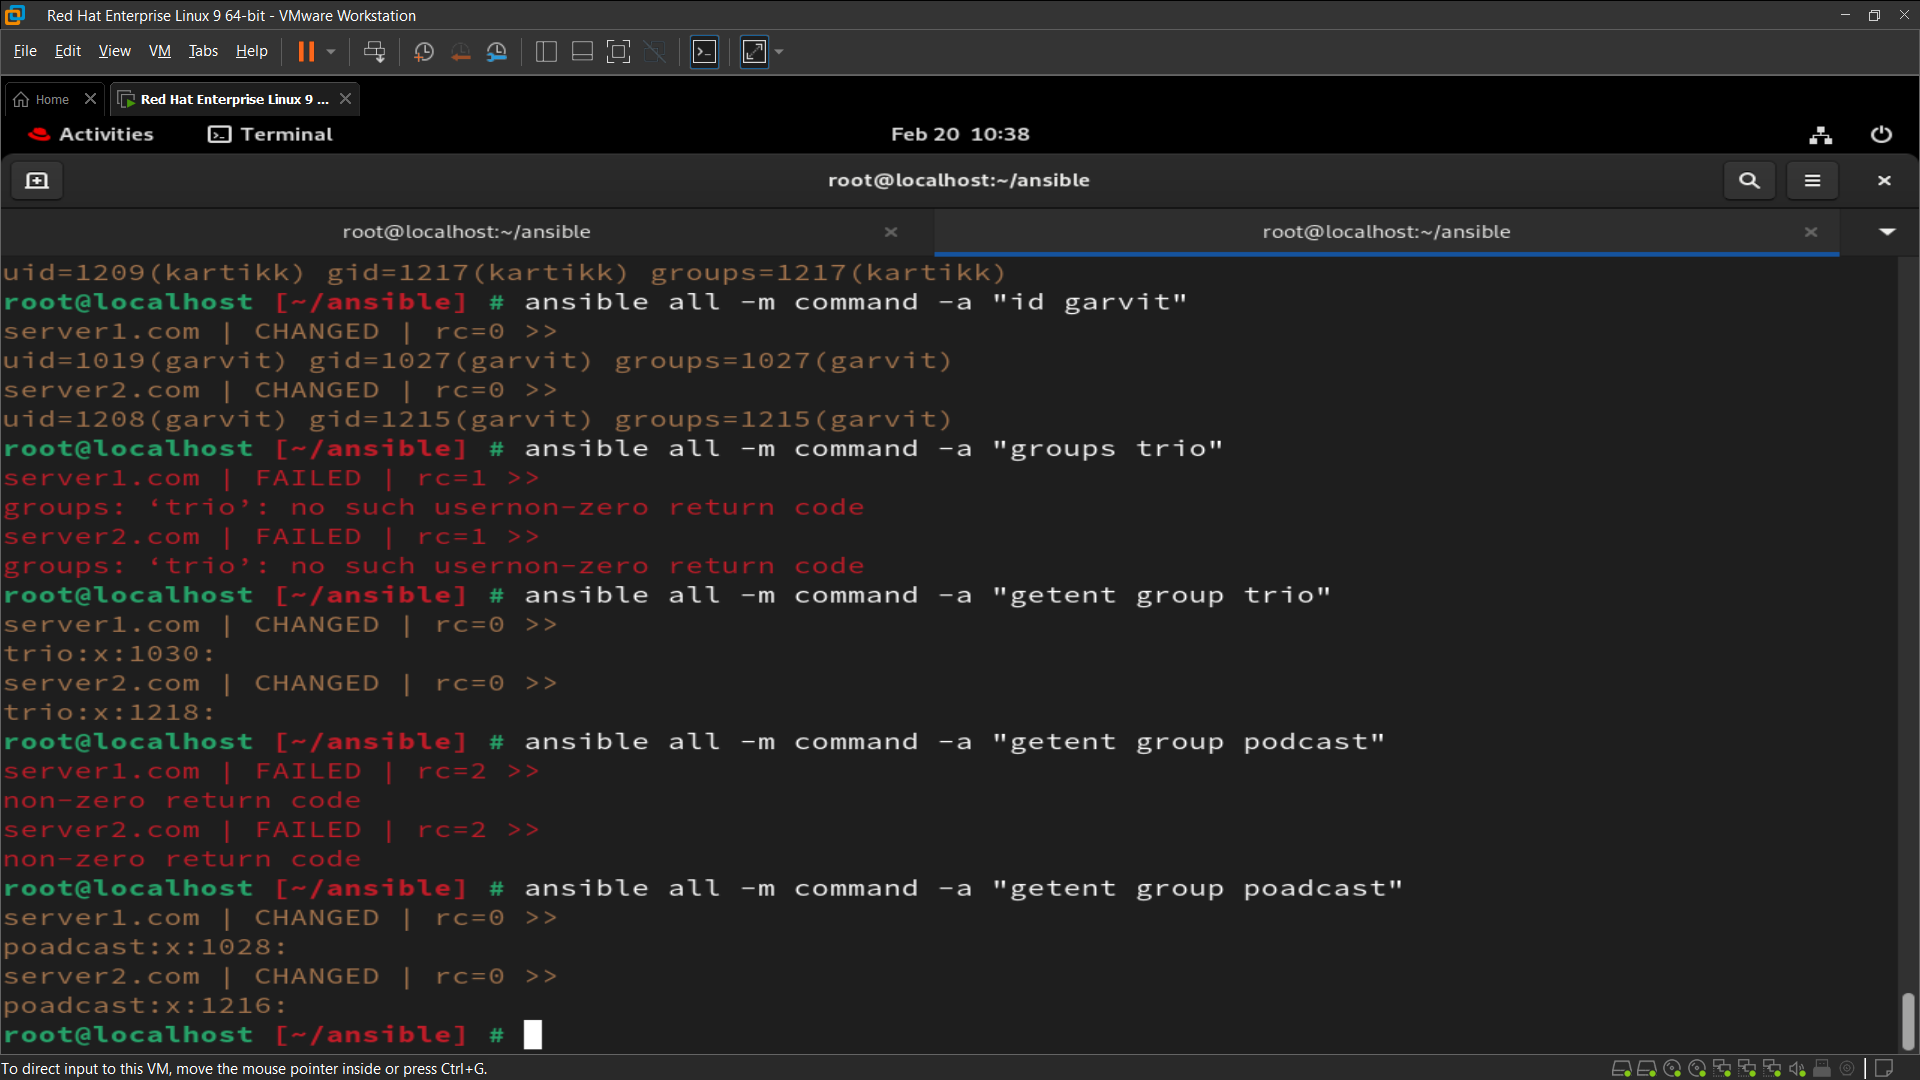 Red Hat Enterprise Linux 9 64-bit - VMware Workstation
File Edit View VM Tabs Help
Home
Red Hat Enterprise Linux 9 ...
Activities Terminal Feb 20 10:38
root@localhost:~/ansible
root@localhost:~/ansible root@localhost:~/ansible
uid=1209(kartikk) gid=1217(kartikk) groups=1217(kartikk)
root@localhost [~/ansible] # ansible all -m command -a "id garvit"
server1.com | CHANGED | rc=0 >>
uid=1019(garvit) gid=1027(garvit) groups=1027(garvit)
server2.com | CHANGED | rc=0 >>
uid=1208(garvit) gid=1215(garvit) groups=1215(garvit)
root@localhost [~/ansible] # ansible all -m command -a "groups trio"
server1.com | FAILED | rc=1 >>
groups: ‘trio’: no such usernon-zero return code
server2.com | FAILED | rc=1 >>
groups: ‘trio’: no such usernon-zero return code
root@localhost [~/ansible] # ansible all -m command -a "getent group trio"
server1.com | CHANGED | rc=0 >>
trio:x:1030:
server2.com | CHANGED | rc=0 >>
trio:x:1218:
root@localhost [~/ansible] # ansible all -m command -a "getent group podcast"
server1.com | FAILED | rc=2 >>
non-zero return code
server2.com | FAILED | rc=2 >>
non-zero return code
root@localhost [~/ansible] # ansible all -m command -a "getent group poadcast"
server1.com | CHANGED | rc=0 >>
poadcast:x:1028:
server2.com | CHANGED | rc=0 >>
poadcast:x:1216:
root@localhost [~/ansible] #
To direct input to this VM, move the mouse pointer inside or press Ctrl+G.